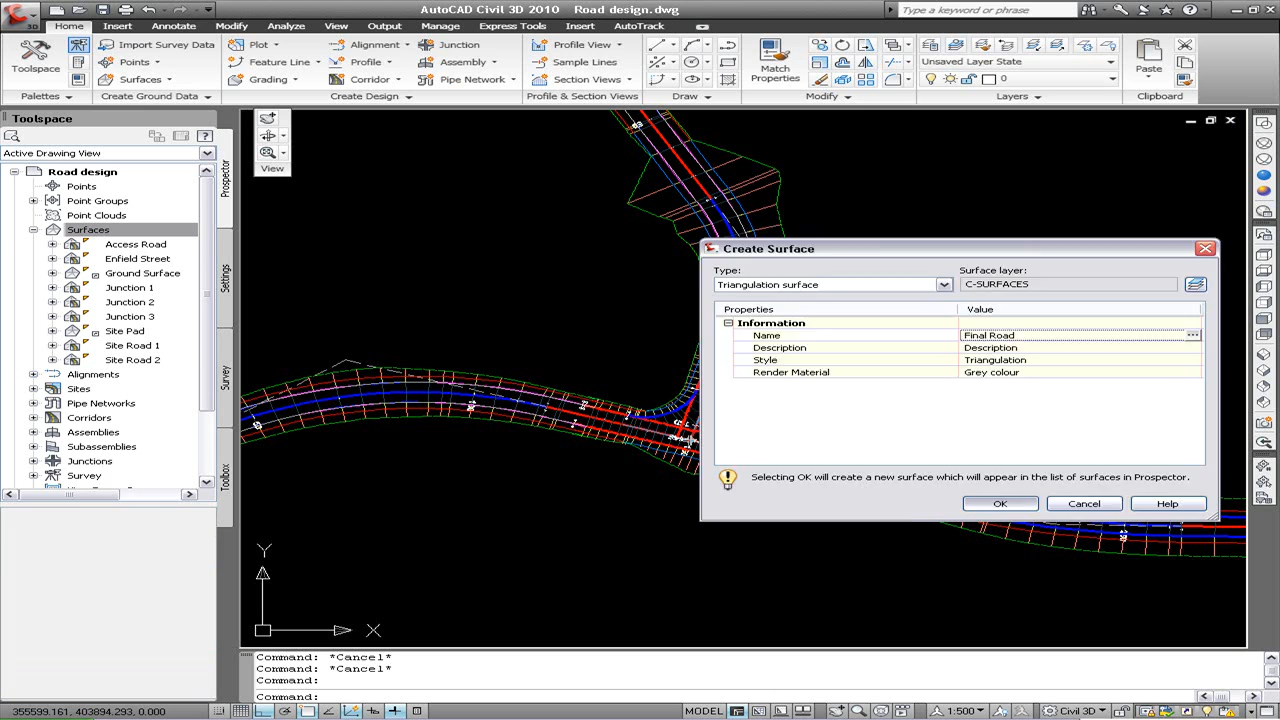 AutoCAD Civil 3D 2010 Road design.dwg
Type a keyword or phrase
Home Insert Annotate Modify Analyze View Output Manage Express Tools Insert AutoTrack
Toolspace
Import Survey Data
Points
Surfaces
Plot
Feature Line
Grading
Alignment
Profile
Corridor
Junction
Assembly
Pipe Network
Profile View
Sample Lines
Section Views
Match
Properties
Unsaved Layer State
0
Paste
Palettes Create Ground Data Create Design Profile & Section Views Draw Modify Layers Clipboard
Toolspace
Active Drawing View
Road design
Points
Point Groups
Point Clouds
Surfaces
Access Road
Enfield Street
Ground Surface
Junction 1
Junction 2
Junction 3
Site Pad
Site Road 1
Site Road 2
Alignments
Sites
Pipe Networks
Corridors
Assemblies
Subassemblies
Junctions
Survey
Prospector
Settings
Survey
Toolbox
View
Create Surface
Type:
Surface layer:
Triangulation surface
C-SURFACES
Properties Value
Information
Name Final Road
Description Description
Style Triangulation
Render Material Grey colour
Selecting OK will create a new surface which will appear in the list of surfaces in Prospector.
OK Cancel Help
Y
X
Command: *Cancel*
Command: *Cancel*
Command:
Command:
355599.161, 403894.293, 0.000
MODEL
1:500
Civil 3D